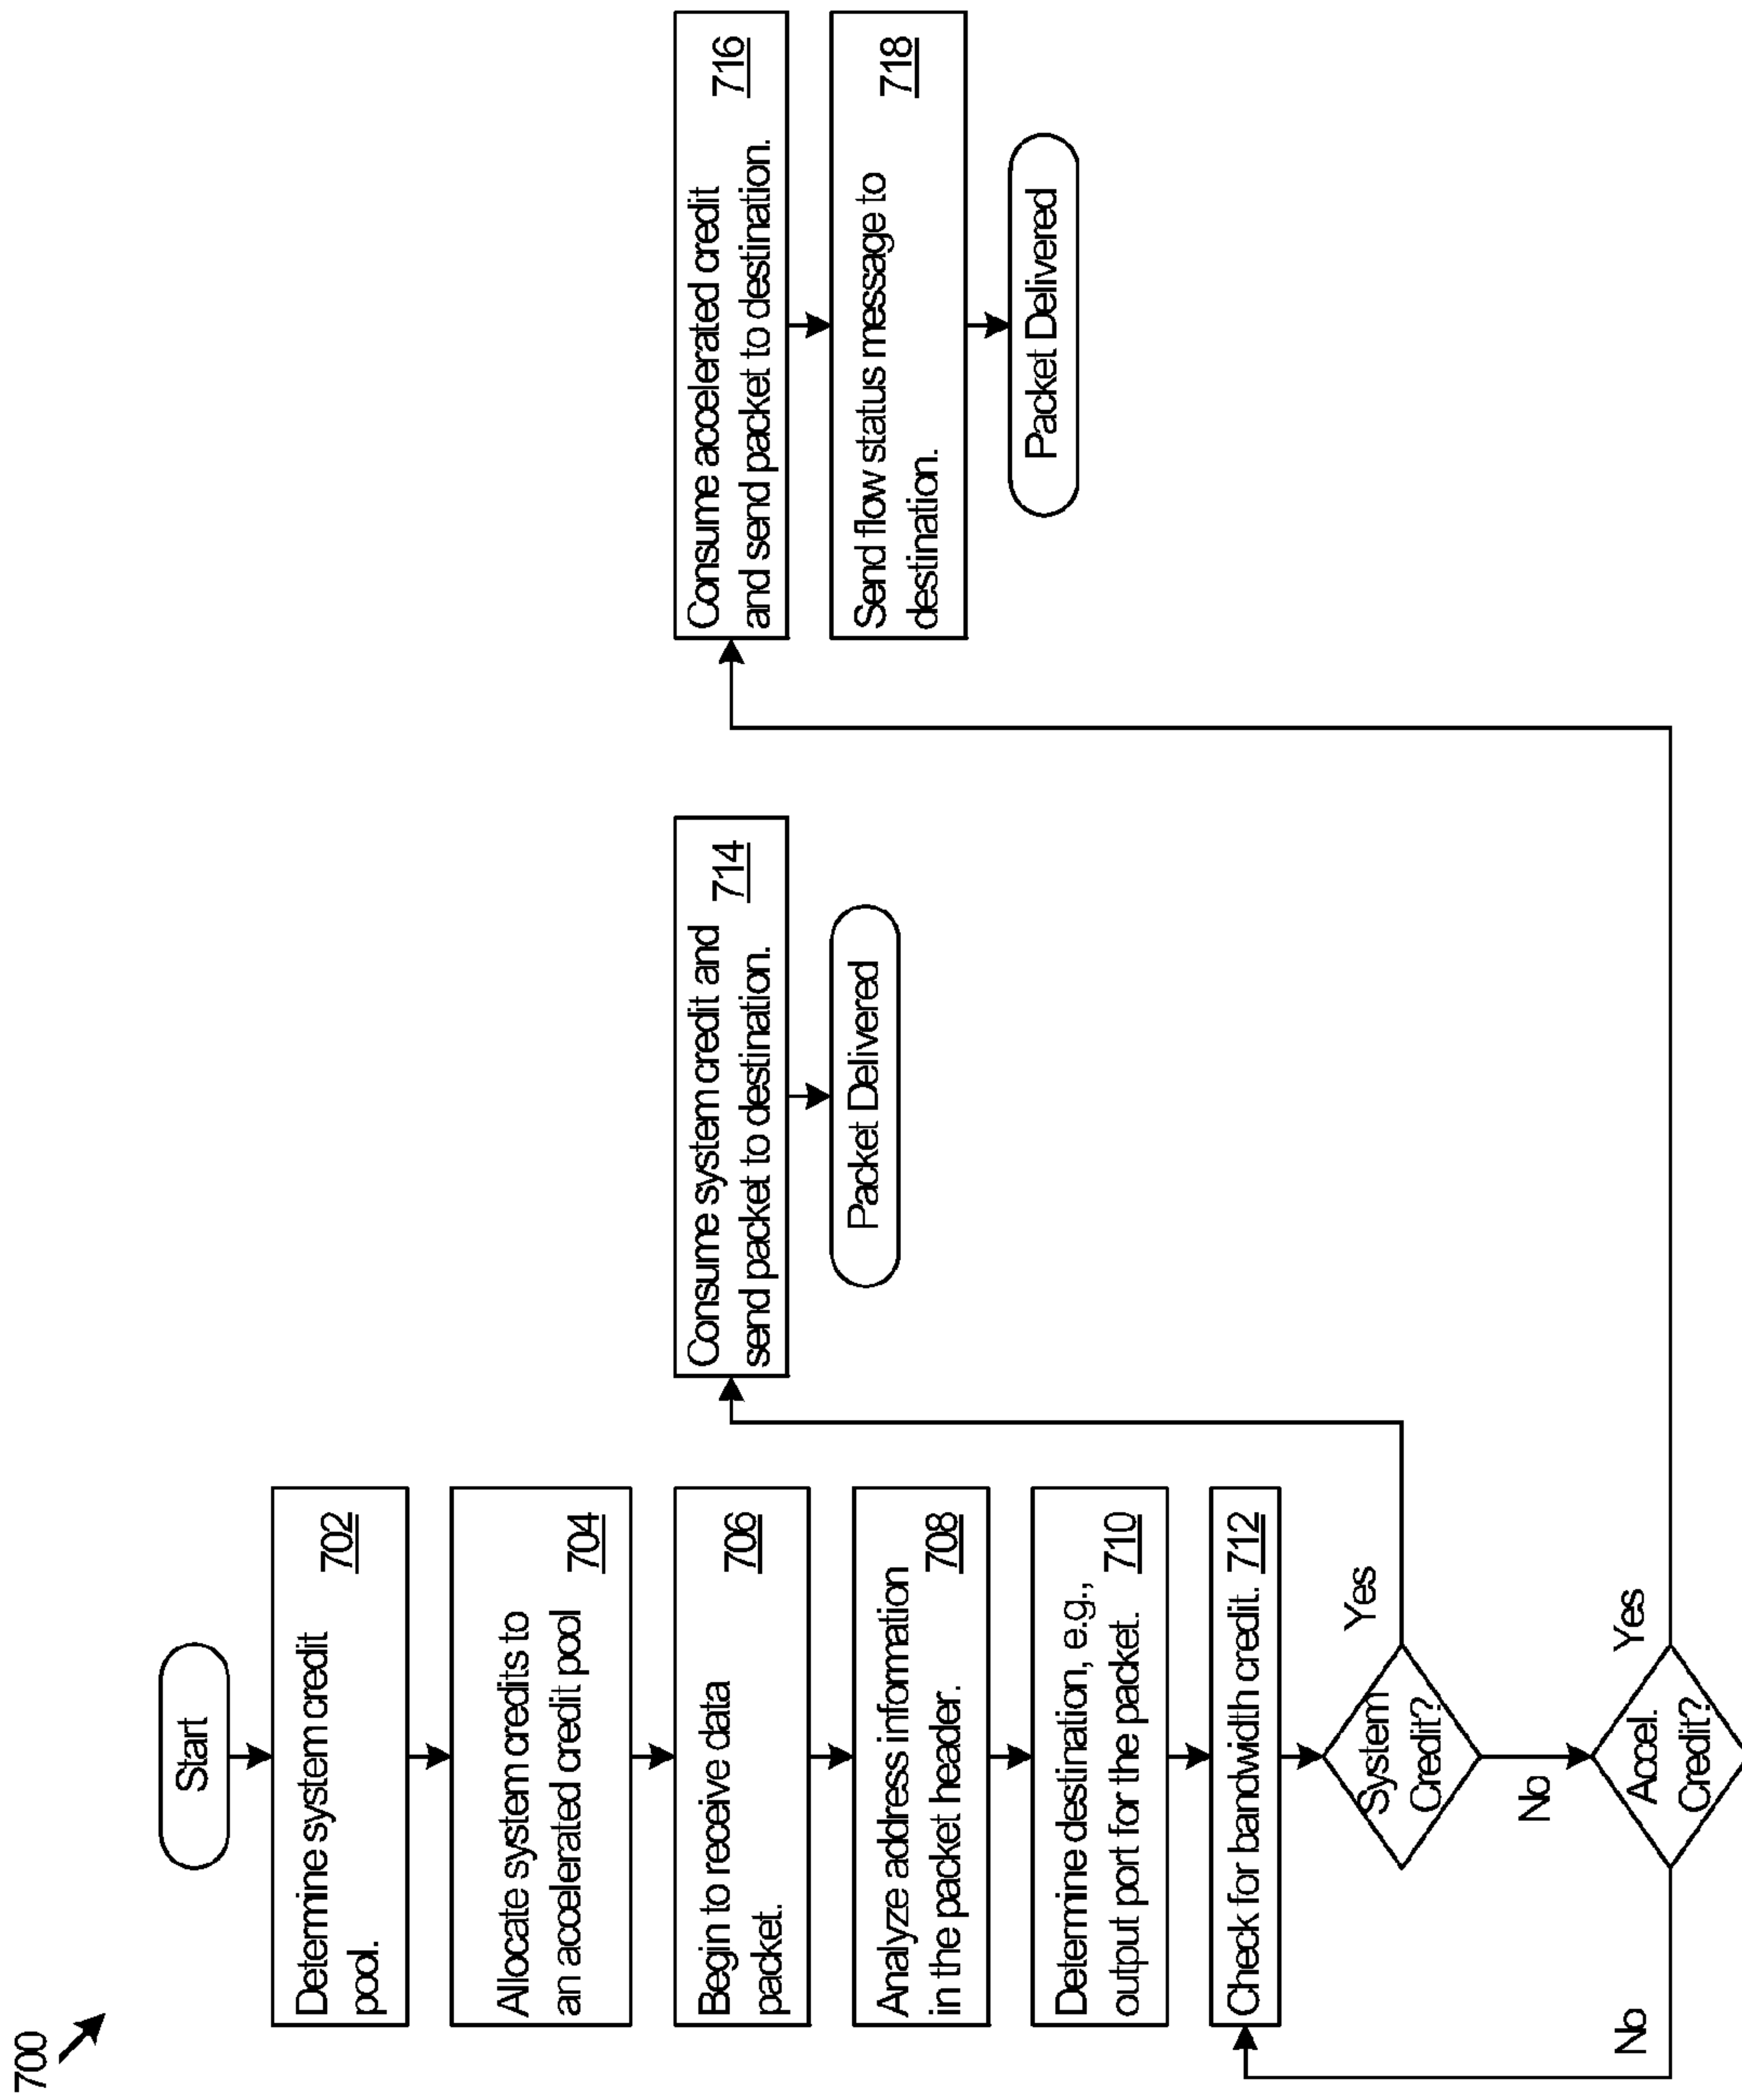 700
Start
Determine system credit
pool. 702
Allocate system credits to
an accelerated credit pool 704
Begin to receive data
packet. 706
Analyze address information
in the packet header. 708
Determine destination, e.g.,
output port for the packet. 710
Check for bandwidth credit. 712
System
Credit?
Yes
No
Accel.
Credit?
Yes
No
Consume system credit and
send packet to destination. 714
Packet Delivered
Consume accelerated credit
and send packet to destination. 716
Send flow status message to
destination. 718
Packet Delivered